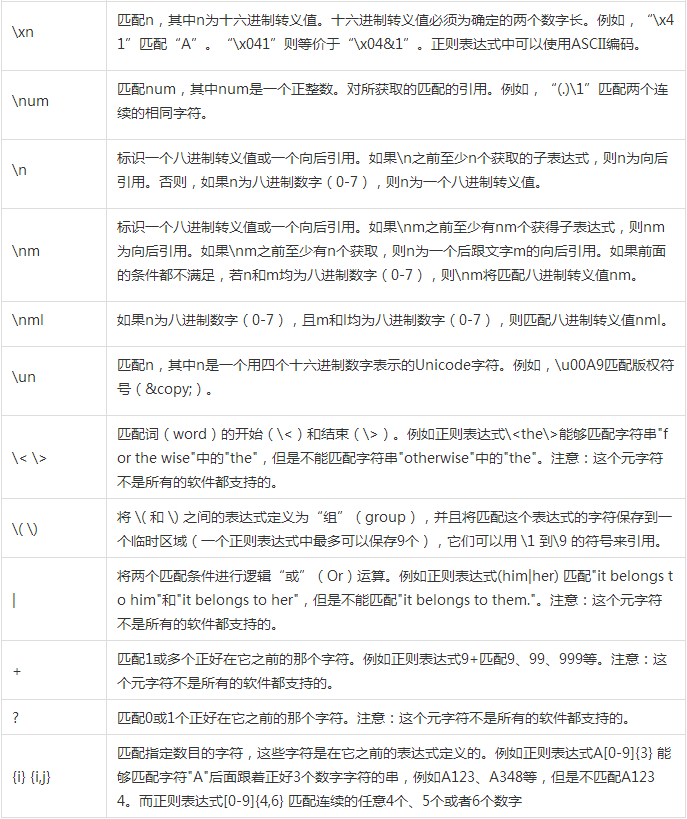 \xn
匹配n，其中n为十六进制转义值。十六进制转义值必须为确定的两个数字长。例如，“\x4
1”匹配“A”。“\x041”则等价于“\x04&1”。正则表达式中可以使用ASCII编码。
\num
匹配num，其中num是一个正整数。对所获取的匹配的引用。例如，“(.)\1”匹配两个连
续的相同字符。
\n
标识一个八进制转义值或一个向后引用。如果\n之前至少n个获取的子表达式，则n为向后
引用。否则，如果n为八进制数字（0-7），则n为一个八进制转义值。
\nm
标识一个八进制转义值或一个向后引用。如果\nm之前至少有nm个获得子表达式，则nm
为向后引用。如果\nm之前至少有n个获取，则n为一个后跟文字m的向后引用。如果前面
的条件都不满足，若n和m均为八进制数字（0-7），则\nm将匹配八进制转义值nm。
\nml
如果n为八进制数字（0-7），且m和l均为八进制数字（0-7），则匹配八进制转义值nml。
\un
匹配n，其中n是一个用四个十六进制数字表示的Unicode字符。例如，\u00A9匹配版权符
号（&copy;）。
\< \>
匹配词（word）的开始（\<）和结束（\>）。例如正则表达式\<the\>能够匹配字符串"f
or the wise"中的"the"，但是不能匹配字符串"otherwise"中的"the"。注意：这个元字符
不是所有的软件都支持的。
\( \)
将 \( 和 \) 之间的表达式定义为“组”（group），并且将匹配这个表达式的字符保存到一
个临时区域（一个正则表达式中最多可以保存9个），它们可以用 \1 到\9 的符号来引用。
|
将两个匹配条件进行逻辑“或”（Or）运算。例如正则表达式(him|her) 匹配"it belongs t
o him"和"it belongs to her"，但是不能匹配"it belongs to them."。注意：这个元字符
不是所有的软件都支持的。
+
匹配1或多个正好在它之前的那个字符。例如正则表达式9+匹配9、99、999等。注意：这
个元字符不是所有的软件都支持的。
?
匹配0或1个正好在它之前的那个字符。注意：这个元字符不是所有的软件都支持的。
{i} {i,j}
匹配指定数目的字符，这些字符是在它之前的表达式定义的。例如正则表达式A[0-9]{3} 能
够匹配字符"A"后面跟着正好3个数字字符的串，例如A123、A348等，但是不匹配A123
4。而正则表达式[0-9]{4,6} 匹配连续的任意4个、5个或者6个数字